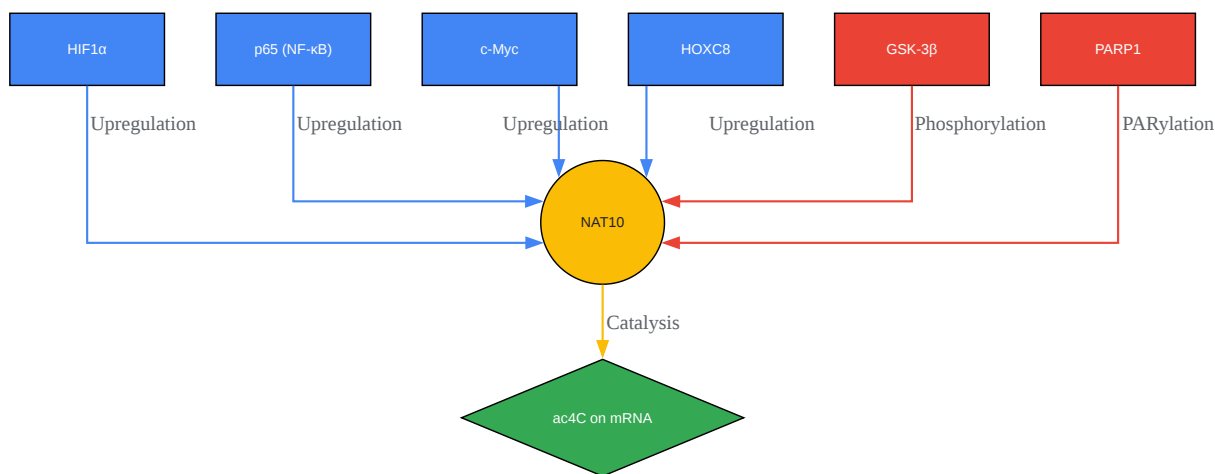 HIF1α
p65 (NF-κB)
c-Myc
HOXC8
GSK-3β
PARP1
Upregulation
Upregulation
Upregulation
Upregulation
Phosphorylation
PARylation
NAT10
Catalysis
ac4C on mRNA